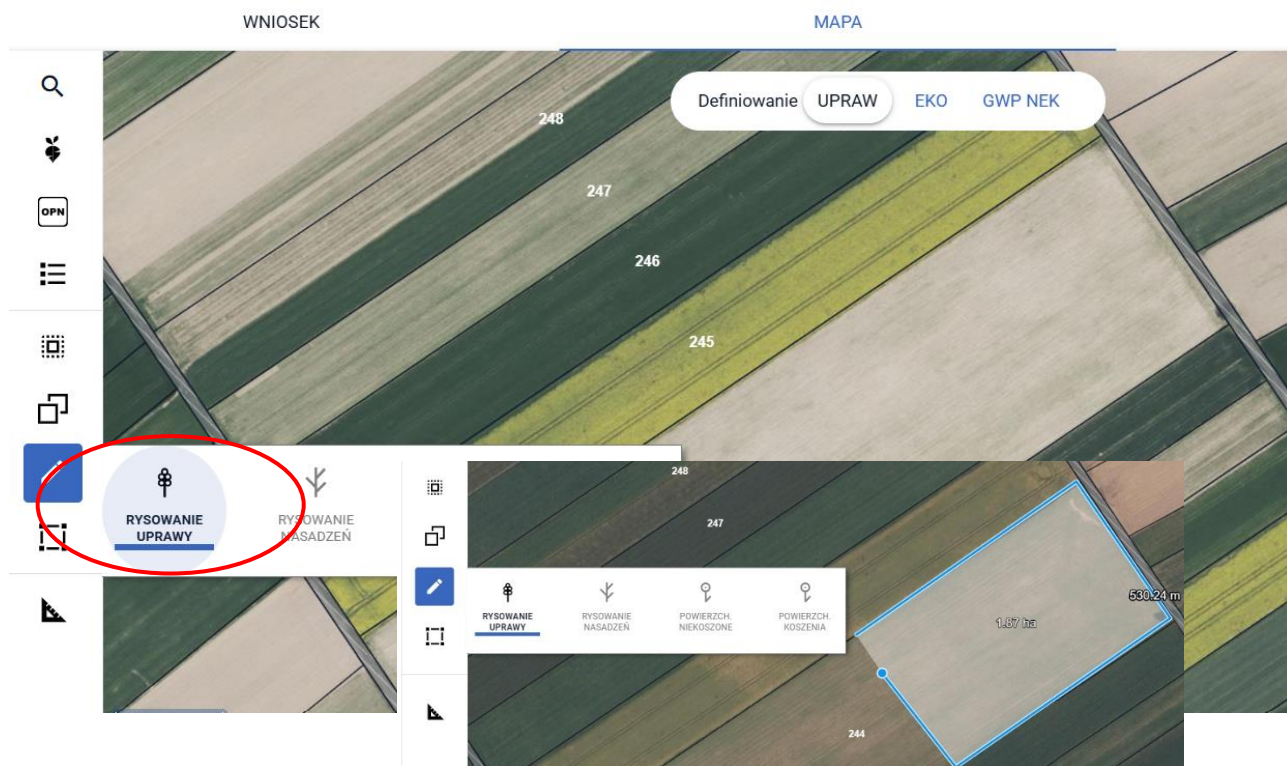 WNIOSEK
MAPA
Definiowanie UPRAW EKO GWP NEK
248
247
246
245
OPN
RYSOWANIE
UPRAWY
RYSOWANIE
NASADZEŃ
248
247
530.24 m
1.87 ha
RYSOWANIE
UPRAWY
RYSOWANIE
NASADZEŃ
POWIERZCH.
NIEKOSZONE
POWIERZCH.
KOSZENIA
244